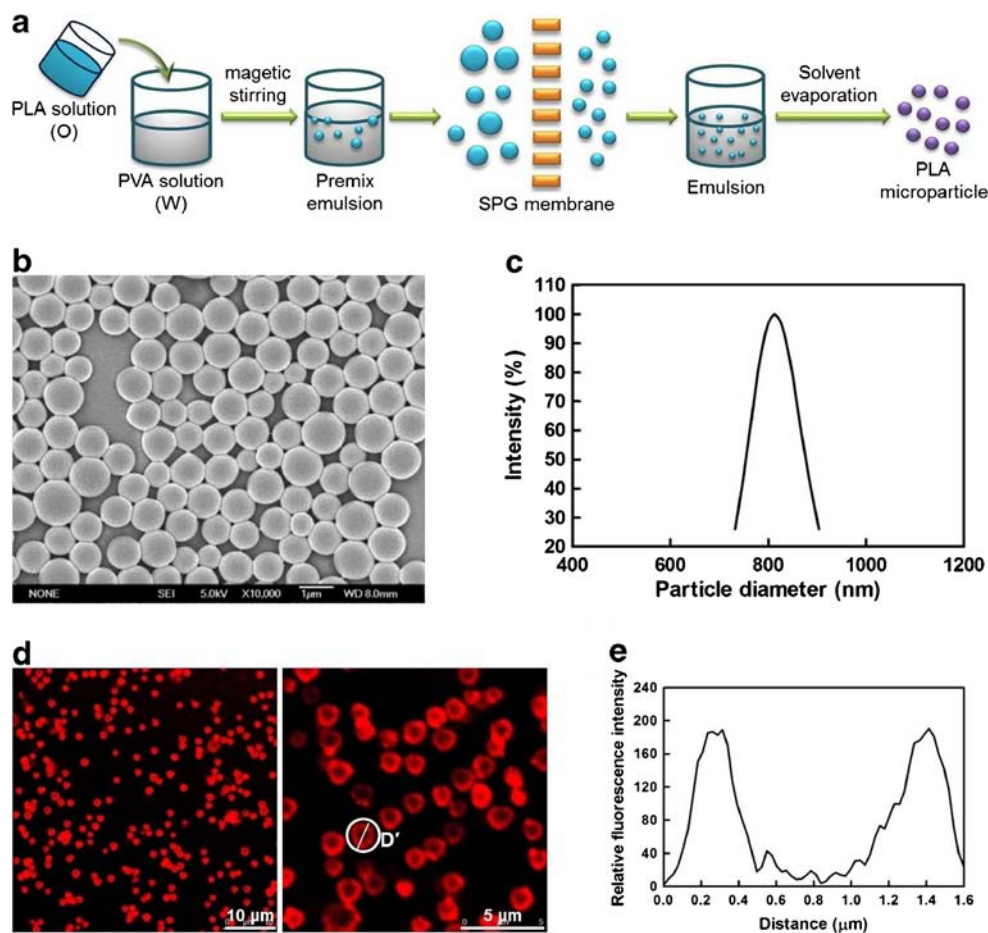 a
PLA solution
(O)
PVA solution
(W)
magetic
stirring
Premix
emulsion
SPG membrane
Emulsion
Solvent
evaporation
PLA
microparticle
b
NONE SEI 5.0kV X10,000 1μm WD 8.0mm
c
Intensity (%)
110
100
90
80
70
60
50
40
30
20
400 600 800 1000 1200
Particle diameter (nm)
d
10 μm
D'
5 μm
e
Relative fluorescence intensity
240
200
160
120
80
40
0
0.0 0.2 0.4 0.6 0.8 1.0 1.2 1.4 1.6
Distance (μm)